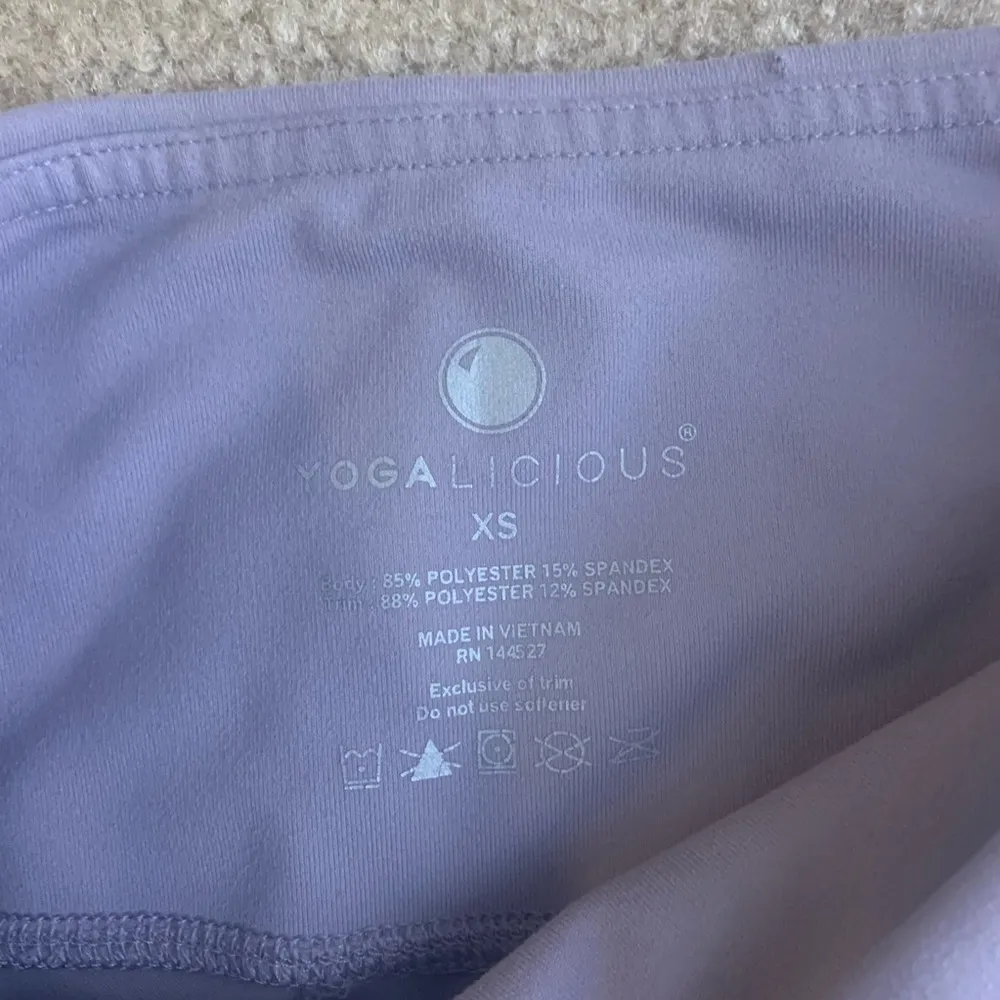 YOGALICIOUS®
XS
Body : 85% POLYESTER 15% SPANDEX
Trim : 88% POLYESTER 12% SPANDEX
MADE IN VIETNAM
RN 144527
Exclusive of trim
Do not use softener